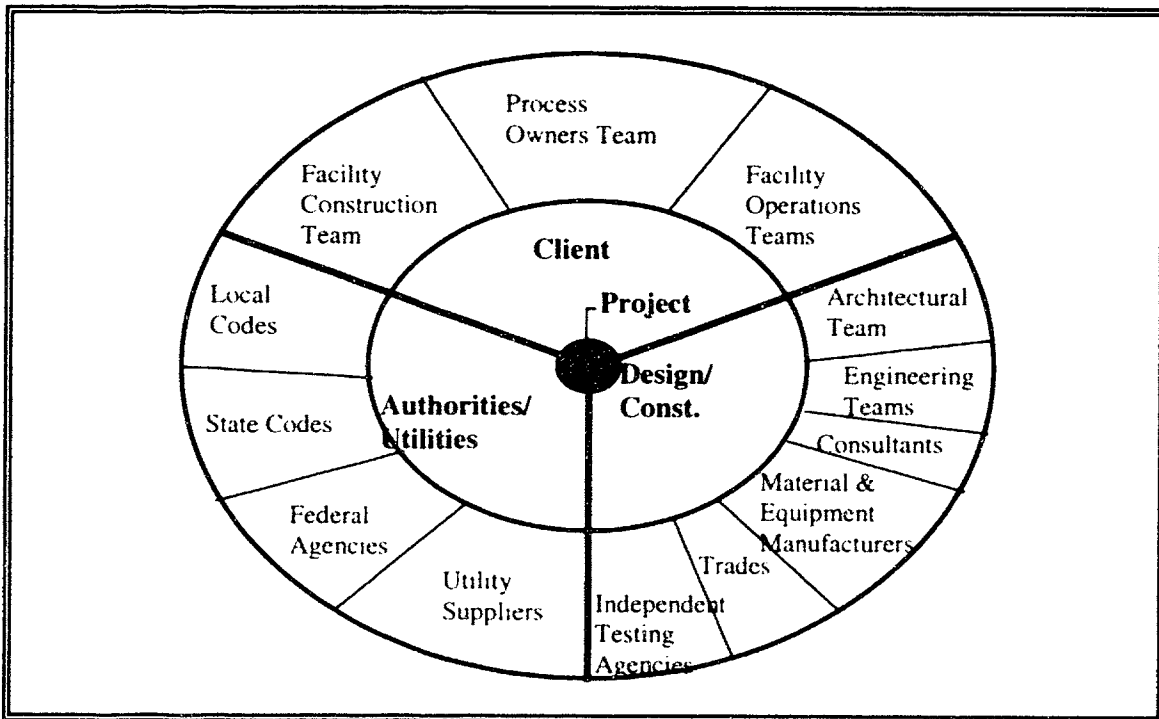 Process
Owners Team
Facility
Construction
Team
Facility
Operations
Teams
Client
Project
Local
Codes
Architectural
Team
Design/
Const.
Engineering
Teams
Authorities/
Utilities
State Codes
Consultants
Material &
Equipment
Manufacturers
Federal
Agencies
Trades
Utility
Suppliers
Independent
Testing
Agencies